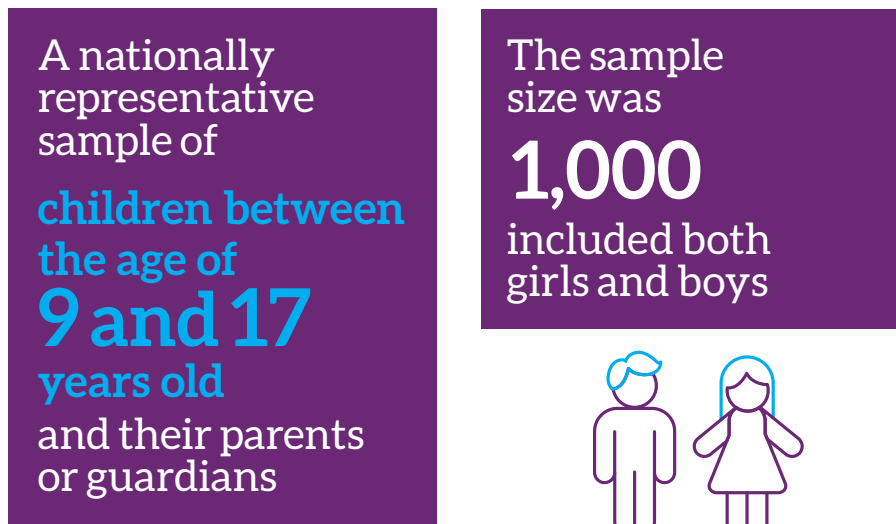 A nationally
representative
sample of
children between
the age of
9 and 17
years old
and their parents
or guardians
The sample
size was
1,000
included both
girls and boys